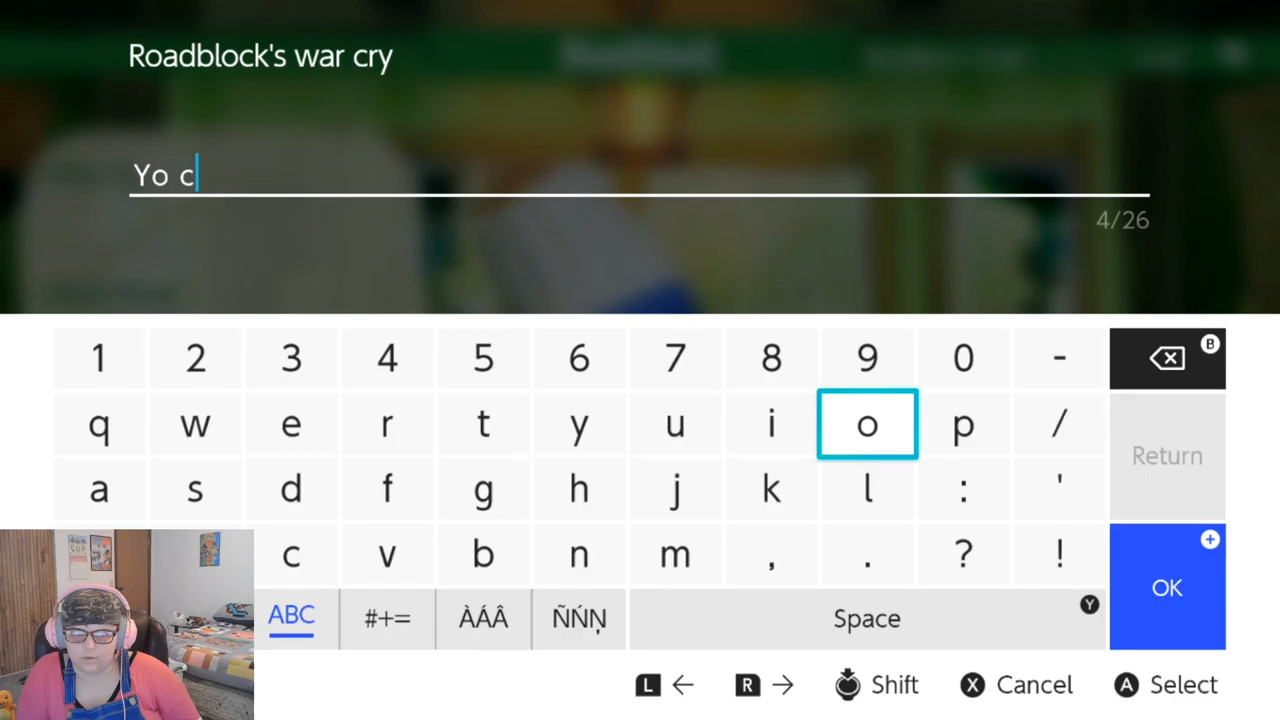 Roadblock's war cry
Yo c
4/26
1 2 3 4 5 6 7 8 9 0 - B
q w e r t y u i o p /
Return
a s d f g h j k l : '
c v b n m , . ? ! +
OK
ABC #+= ÀÁÂ ÑŃŅ Space Y
L ← R → Shift X Cancel A Select